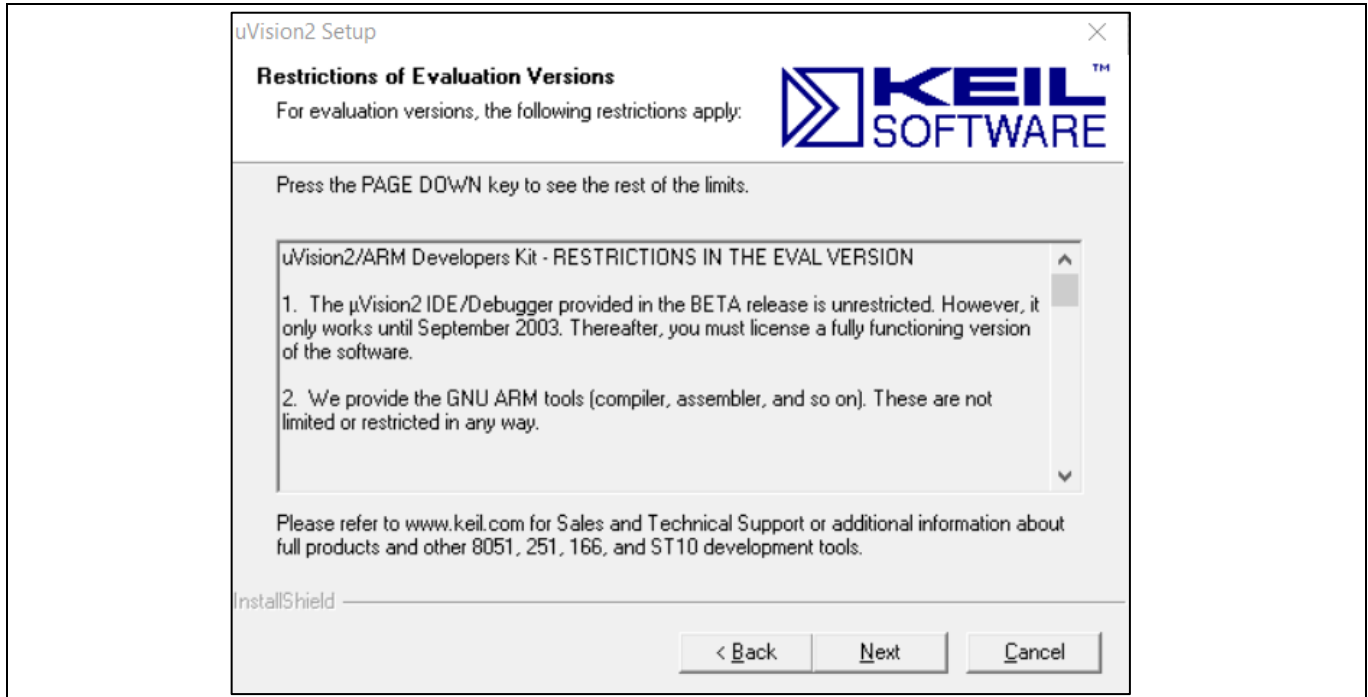 uVision2 Setup
Restrictions of Evaluation Versions
For evaluation versions, the following restrictions apply:
KEIL™
SOFTWARE
Press the PAGE DOWN key to see the rest of the limits.
uVision2/ARM Developers Kit - RESTRICTIONS IN THE EVAL VERSION
1.  The µVision2 IDE/Debugger provided in the BETA release is unrestricted. However, it
only works until September 2003. Thereafter, you must license a fully functioning version
of the software.
2.  We provide the GNU ARM tools (compiler, assembler, and so on). These are not
limited or restricted in any way.
Please refer to www.keil.com for Sales and Technical Support or additional information about
full products and other 8051, 251, 166, and ST10 development tools.
InstallShield
< Back
Next
Cancel